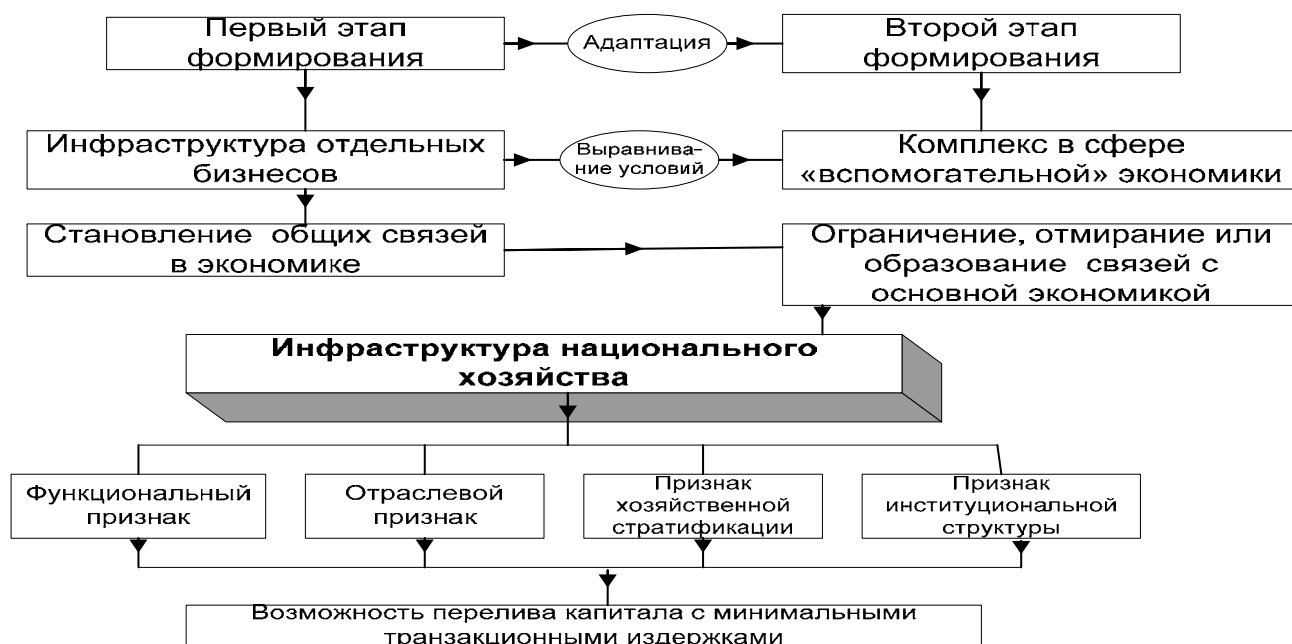 Первый этап
формирования
Адаптация
Второй этап
формирования
Инфраструктура отдельных
бизнесов
Выравнива-
ние условий
Комплекс в сфере
«вспомогательной» экономики
Становление общих связей
в экономике
Ограничение, отмирание или
образование связей с
основной экономикой
Инфраструктура национального
хозяйства
Функциональный
признак
Отраслевой
признак
Признак
хозяйственной
стратификации
Признак
институциональной
структуры
Возможность перелива капитала с минимальными
транзакционными издержками